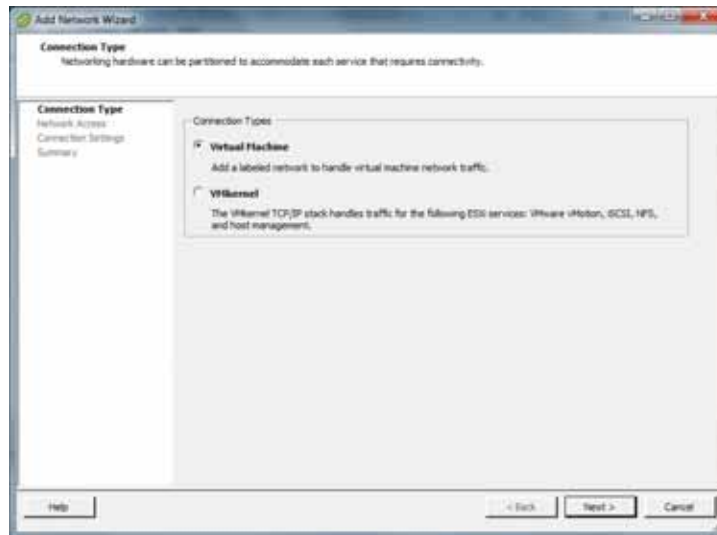 Add Network Wizard
Connection Type
Networking hardware can be partitioned to accommodate each service that requires connectivity.
Connection Type
Network Access
Connection Settings
Summary
Connection Types
Virtual Machine
Add a labeled network to handle virtual machine network traffic.
VMkernel
The VMkernel TCP/IP stack handles traffic for the following ESXi services: VMware vMotion, iSCSI, NFS,
and host management.
Help
< Back
Next >
Cancel